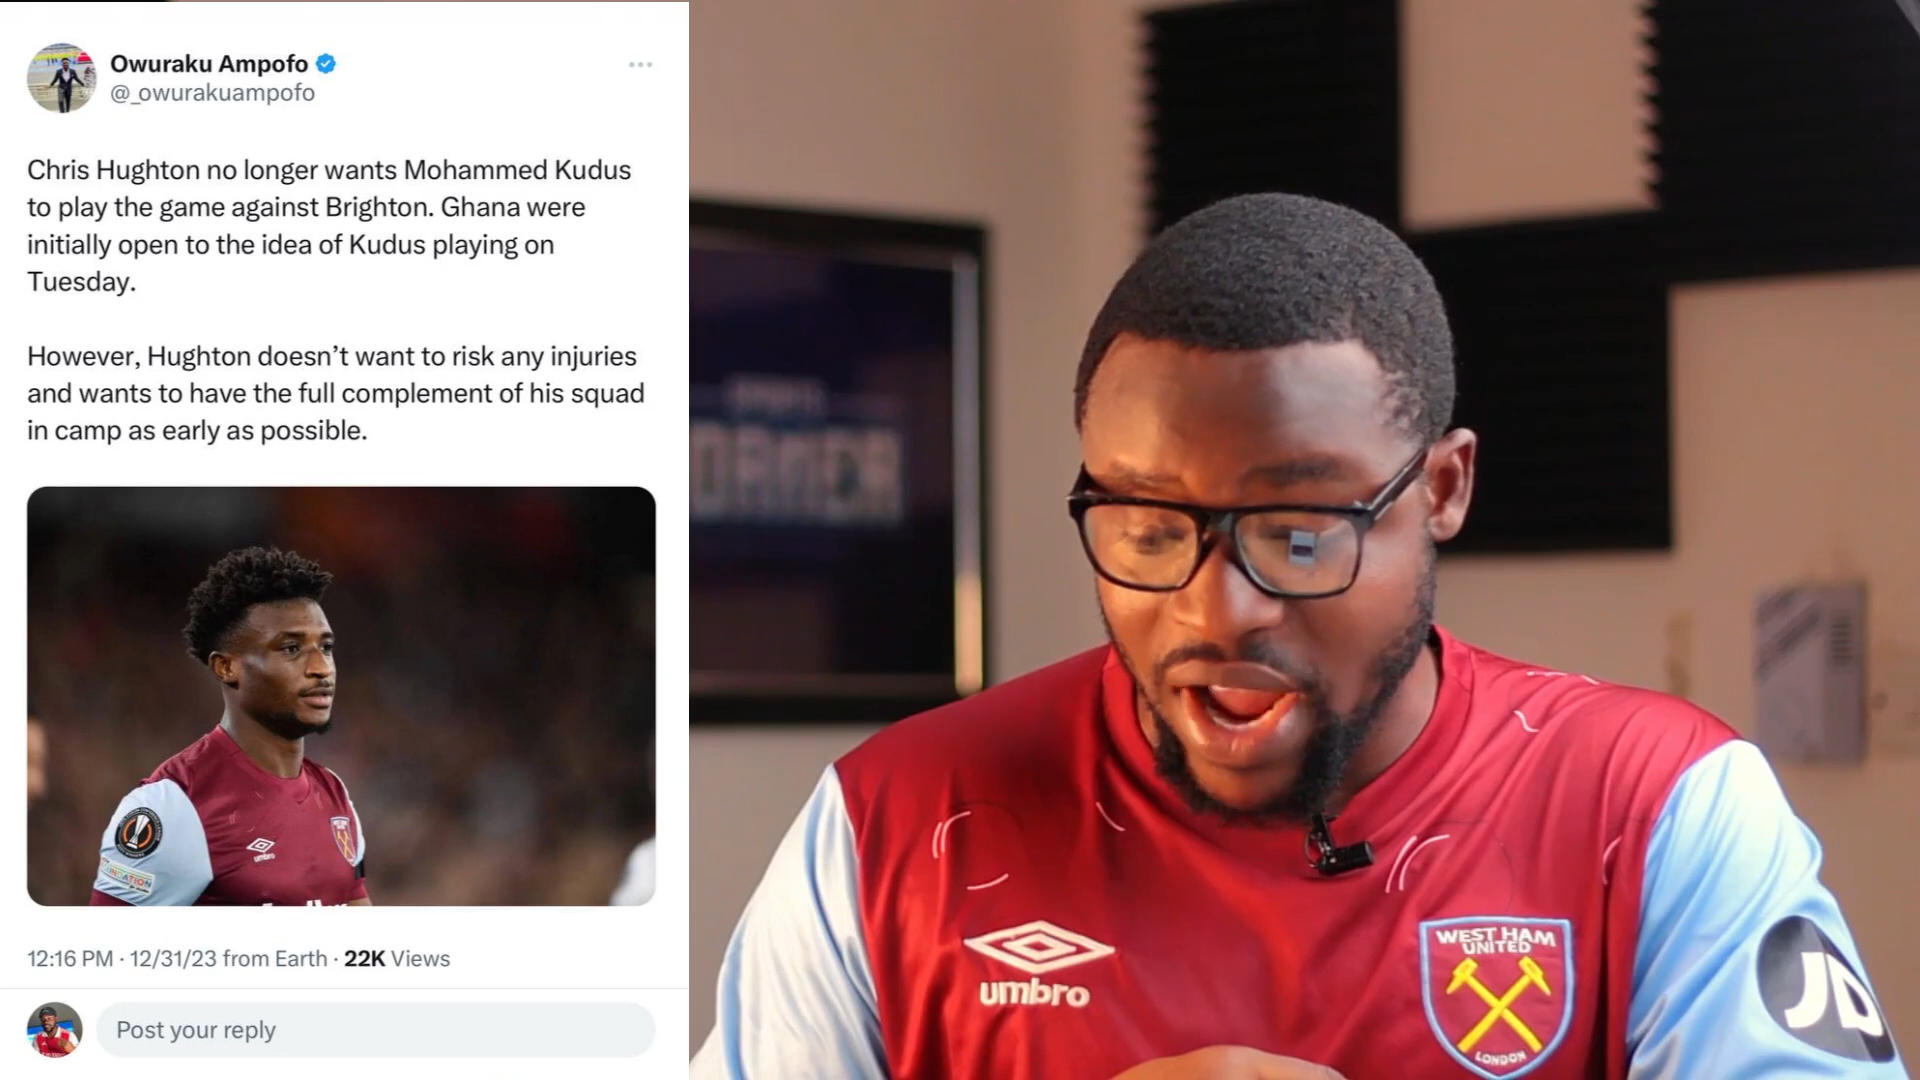 Owuraku Ampofo
@_owurakuampofo
Chris Hughton no longer wants Mohammed Kudus
to play the game against Brighton. Ghana were
initially open to the idea of Kudus playing on
Tuesday.
However, Hughton doesn’t want to risk any injuries
and wants to have the full complement of his squad
in camp as early as possible.
umbro
WEST HAM
12:16 PM · 12/31/23 from Earth · 22K Views
Post your reply
umbro
WEST HAM
UNITED
LONDON
JD